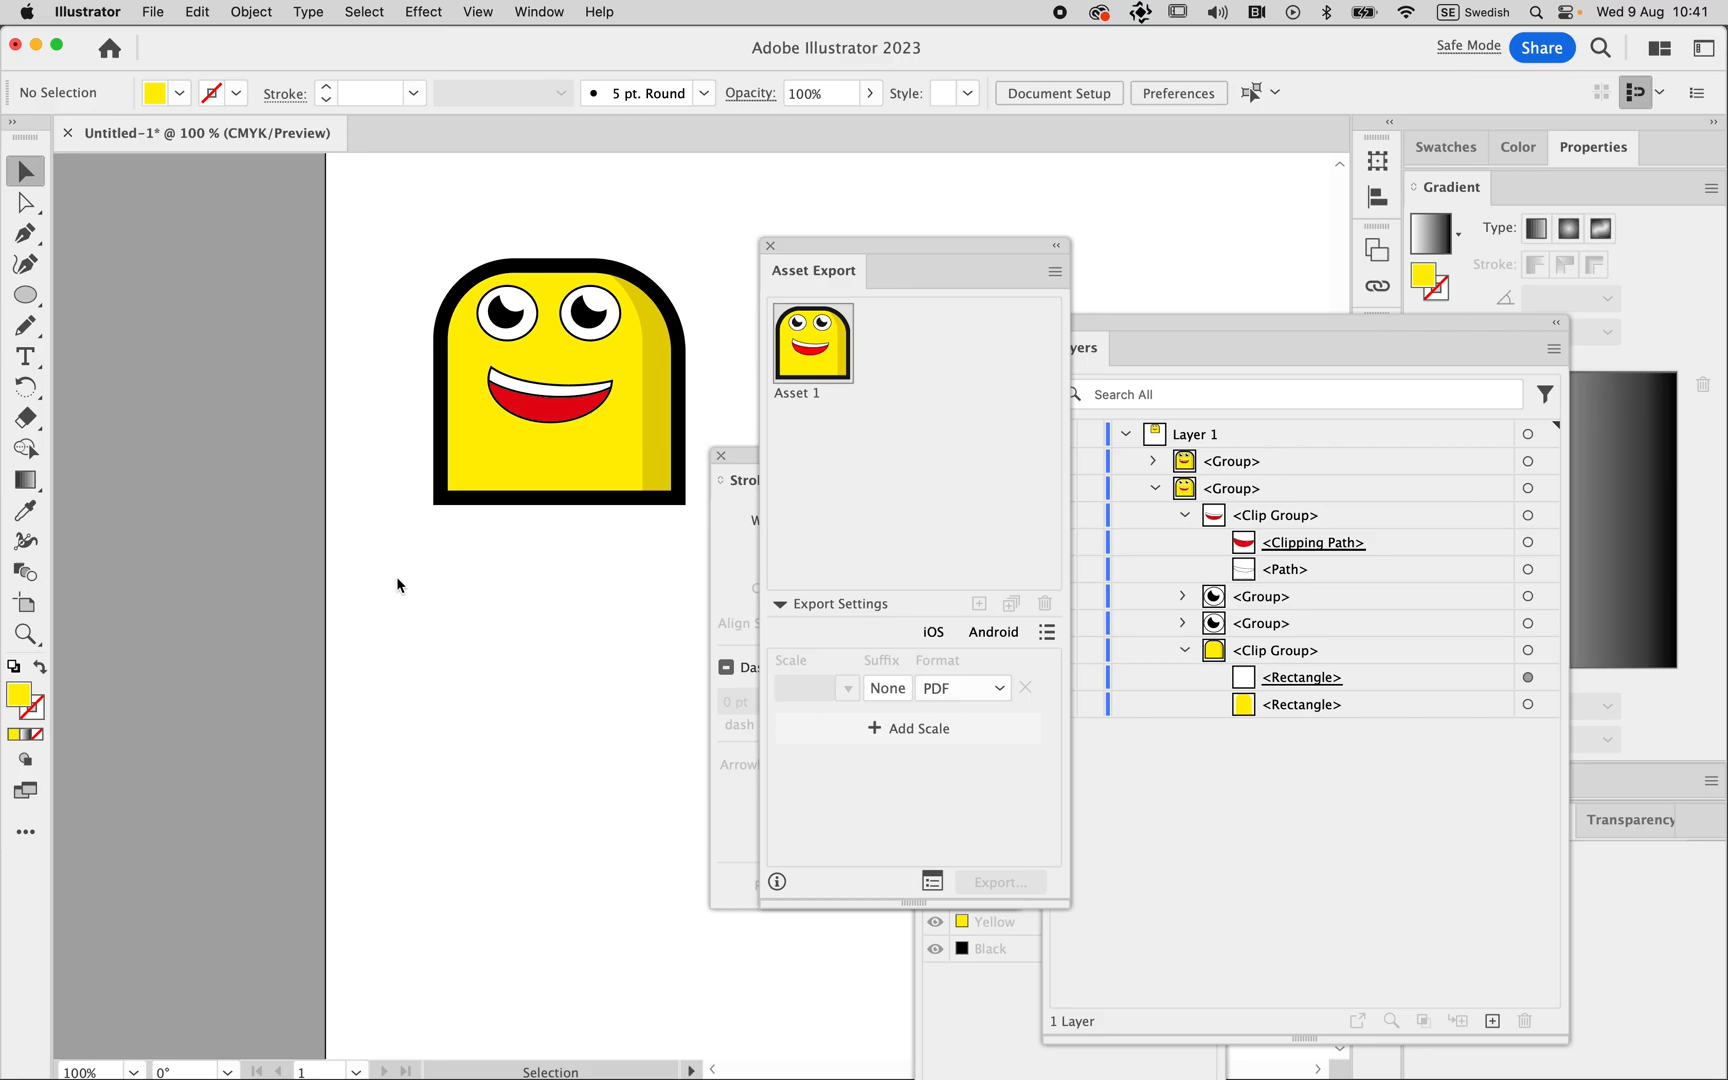 Illustrator File Edit Object Type Select Effect View Window Help
SE Swedish Wed 9 Aug 10:41
Adobe Illustrator 2023
Safe Mode
Share
No Selection
Stroke:
5 pt. Round
Opacity:
100%
Style:
Document Setup
Preferences
Untitled-1* @ 100 % (CMYK/Preview)
Swatches
Color
Properties
Gradient
Type:
Stroke:
Asset Export
Asset 1
Export Settings
iOS
Android
Scale
Suffix
Format
None
PDF
+ Add Scale
Export...
Stro
W
Align S
Das
0 pt
dash
Arrow
yers
Search All
Layer 1
<Group>
<Group>
<Clip Group>
<Clipping Path>
<Path>
<Group>
<Group>
<Clip Group>
<Rectangle>
<Rectangle>
1 Layer
Transparency
Yellow
Black
100%
0°
1
Selection